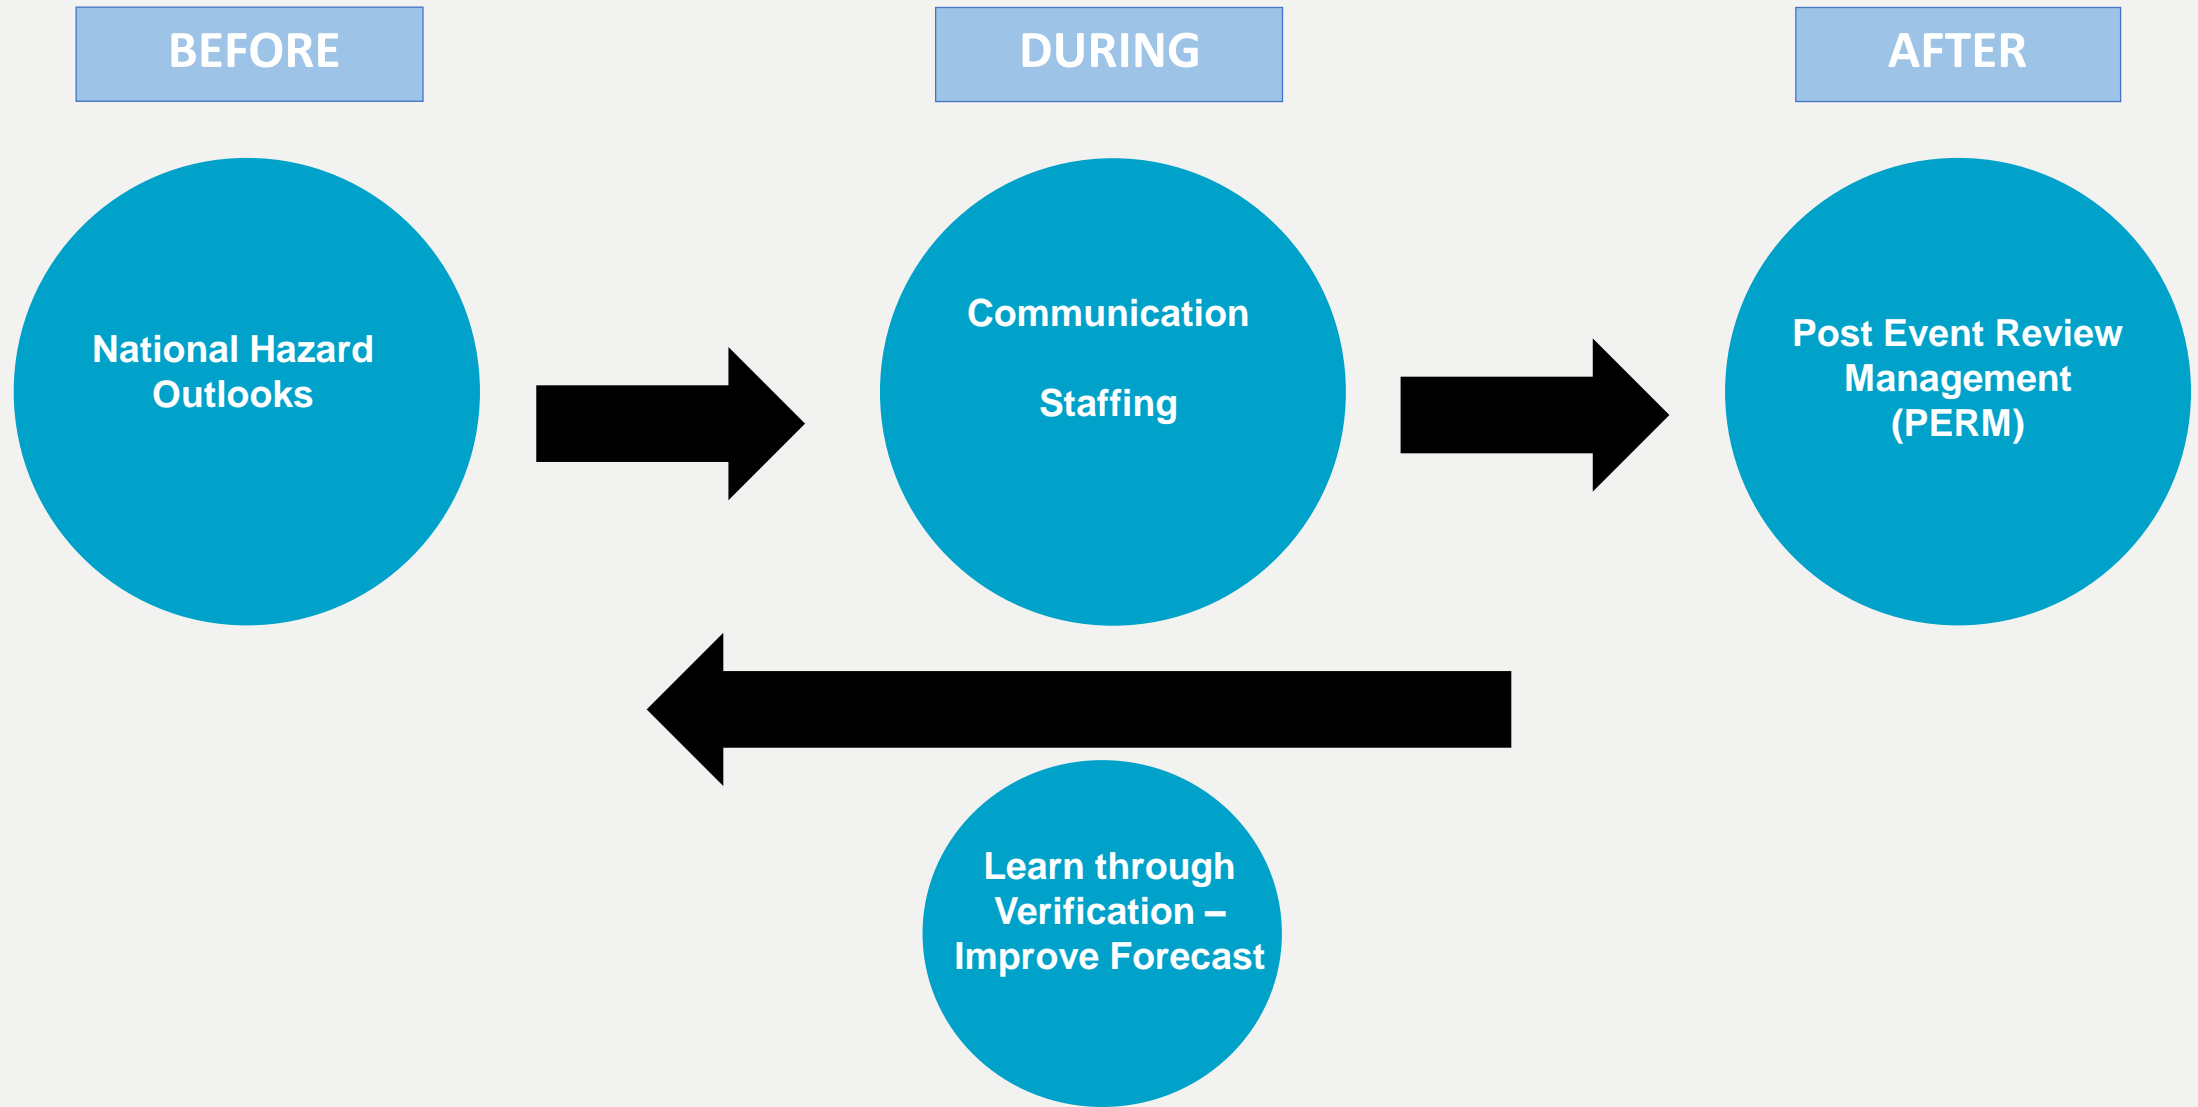 BEFORE
DURING
AFTER
National Hazard
Outlooks
Communication
Staffing
Post Event Review
Management
(PERM)
Learn through
Verification –
Improve Forecast